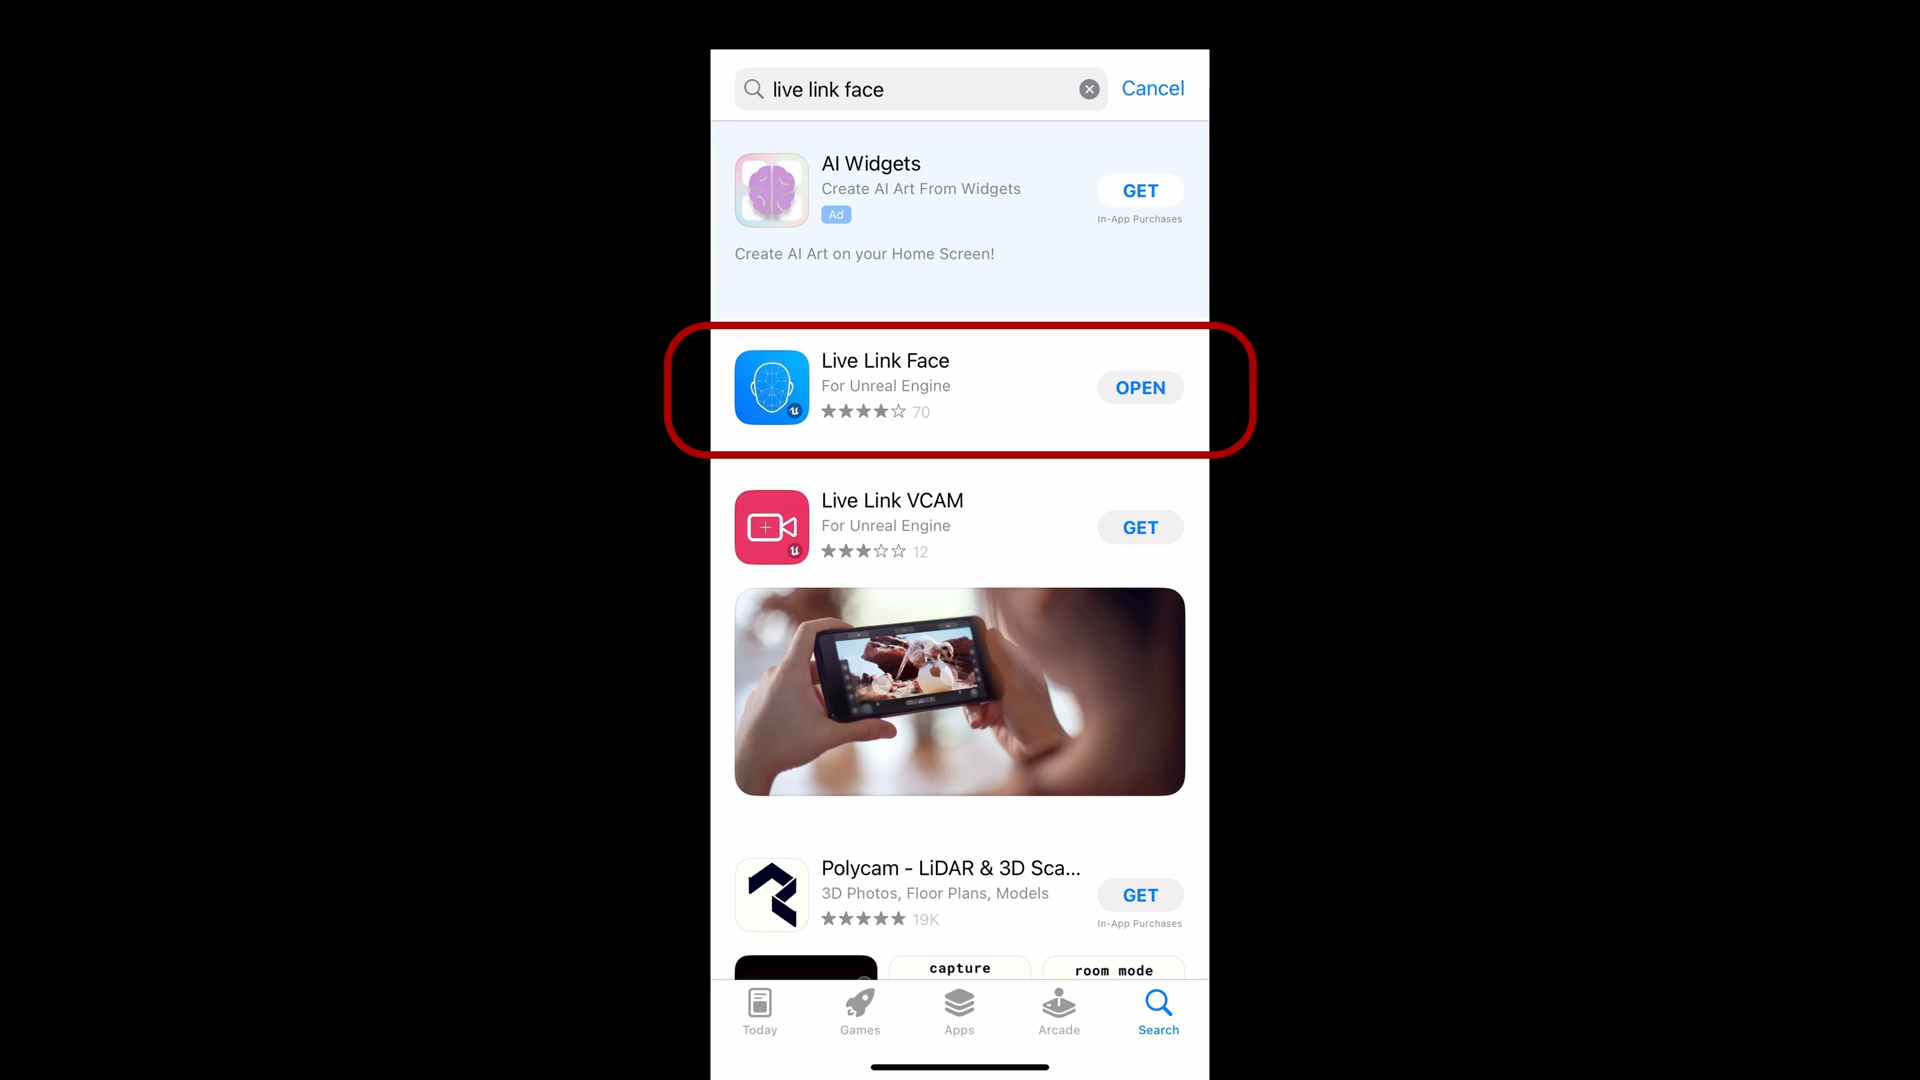 live link face
Cancel
AI Widgets
Create AI Art From Widgets
Ad
GET
In-App Purchases
Create AI Art on your Home Screen!
Live Link Face
For Unreal Engine
70
OPEN
Live Link VCAM
For Unreal Engine
12
GET
Polycam - LiDAR & 3D Sca...
3D Photos, Floor Plans, Models
19K
GET
In-App Purchases
capture
room mode
Today
Games
Apps
Arcade
Search